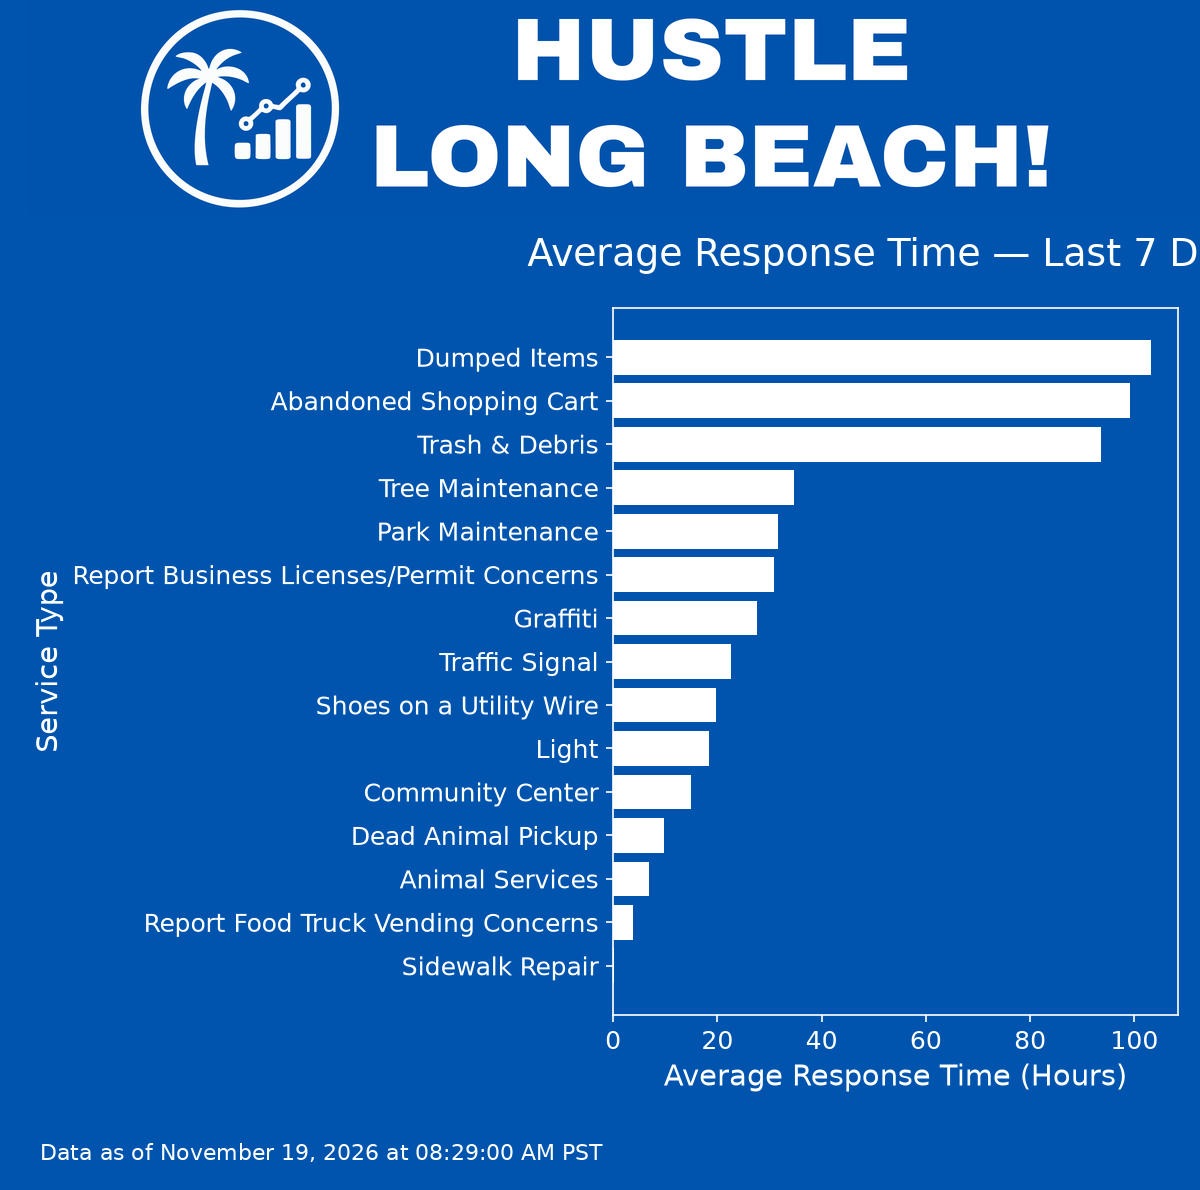 HUSTLE
LONG BEACH!
Average Response Time — Last 7 D
Service Type
Dumped Items
Abandoned Shopping Cart
Trash & Debris
Tree Maintenance
Park Maintenance
Report Business Licenses/Permit Concerns
Graffiti
Traffic Signal
Shoes on a Utility Wire
Light
Community Center
Dead Animal Pickup
Animal Services
Report Food Truck Vending Concerns
Sidewalk Repair
0 20 40 60 80 100
Average Response Time (Hours)
Data as of November 19, 2026 at 08:29:00 AM PST